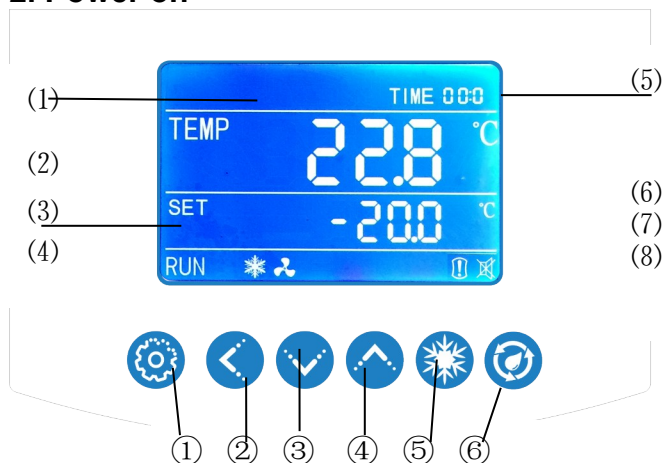 (1)
TIME 00:0
(5)
TEMP
22.8 ℃
(2)
(3)
SET
-20.0 ℃
(6)
(7)
(4)
RUN
(8)
① ② ③ ④ ⑤ ⑥